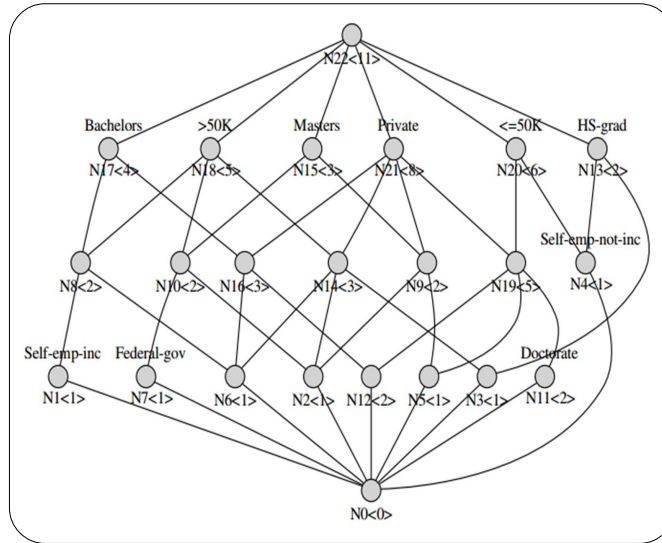 N22<11>
Bachelors >50K Masters Private <=50K HS-grad
N17<4> N18<5> N15<3> N21<8> N20<6> N13<2>
Self-emp-not-inc
N8<2> N10<2> N16<3> N14<3> N9<2> N19<5> N4<1>
Self-emp-inc Federal-gov Doctorate
N1<1> N7<1> N6<1> N2<1> N12<2> N5<1> N3<1> N11<2>
N0<0>